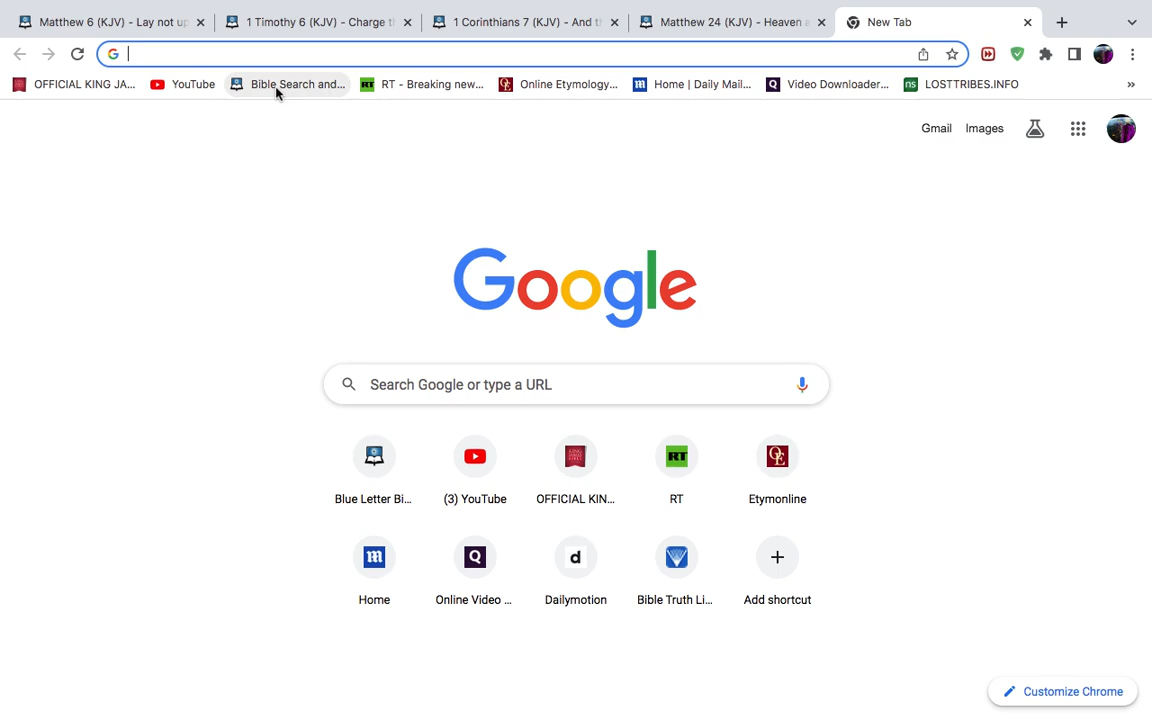 Matthew 6 (KJV) - Lay not up
1 Timothy 6 (KJV) - Charge t
1 Corinthians 7 (KJV) - And th
Matthew 24 (KJV) - Heaven a
New Tab
OFFICIAL KING JA...
YouTube
Bible Search and...
RT - Breaking new...
Online Etymology...
Home | Daily Mail...
Video Downloader...
LOSTTRIBES.INFO
»
Gmail
Images
Google
Search Google or type a URL
Blue Letter Bi...
(3) YouTube
OFFICIAL KIN...
RT
Etymonline
Home
Online Video ...
Dailymotion
Bible Truth Li...
Add shortcut
Customize Chrome